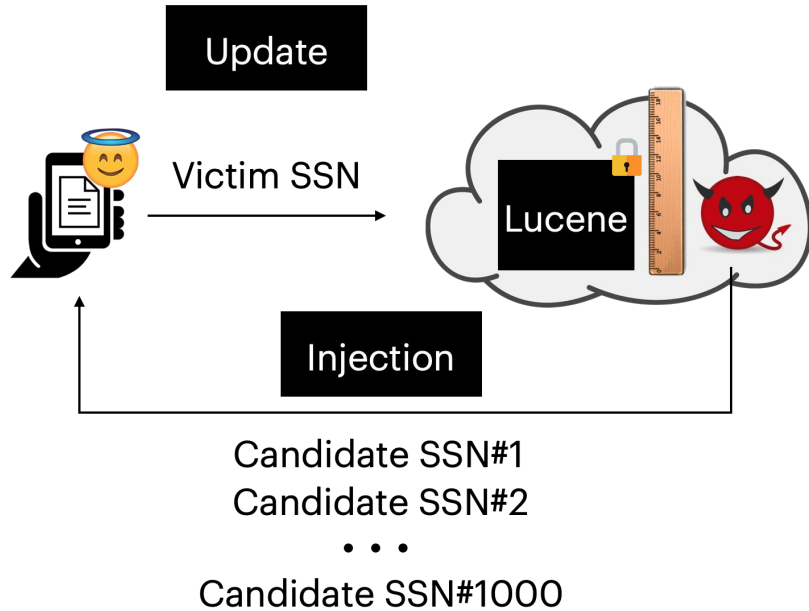 Update
Victim SSN
Lucene
Injection
Candidate SSN#1
Candidate SSN#2
• • •
Candidate SSN#1000